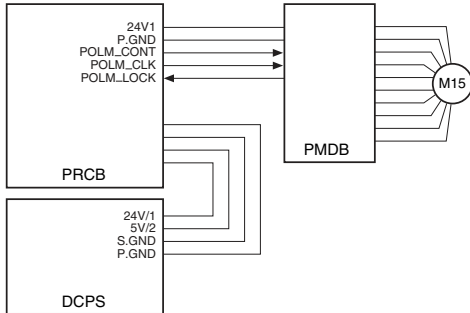 24V1
P.GND
POLM_CONT
POLM_CLK
POLM_LOCK
PRCB
PMDB
M15
24V/1
5V/2
S.GND
P.GND
DCPS